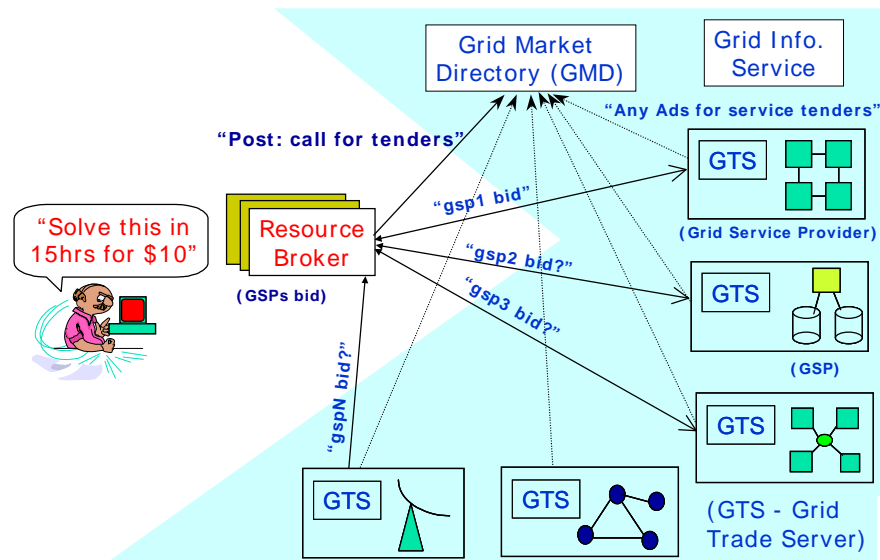 Grid Market
Directory (GMD)
Grid Info.
Service
“Any Ads for service tenders”
“Post: call for tenders”
GTS
“gsp1 bid”
(Grid Service Provider)
“Solve this in
15hrs for $10”
Resource
Broker
(GSPs bid)
“gsp2 bid?”
GTS
“gsp3 bid?”
(GSP)
“gspN bid?”
GTS
GTS
GTS
(GTS - Grid
Trade Server)